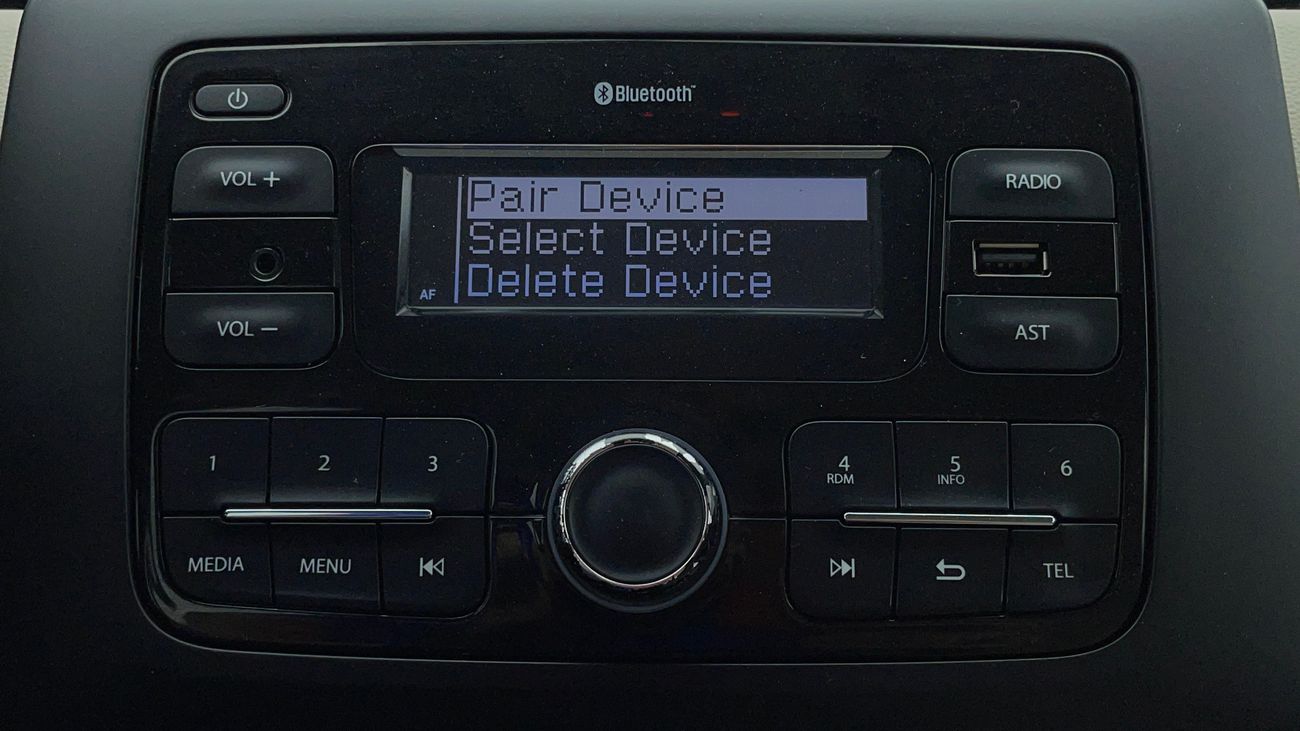 Bluetooth™
VOL +
Pair Device
RADIO
Select Device
AF
Delete Device
VOL –
AST
1
2
3
4
RDM
5
INFO
6
MEDIA
MENU
TEL